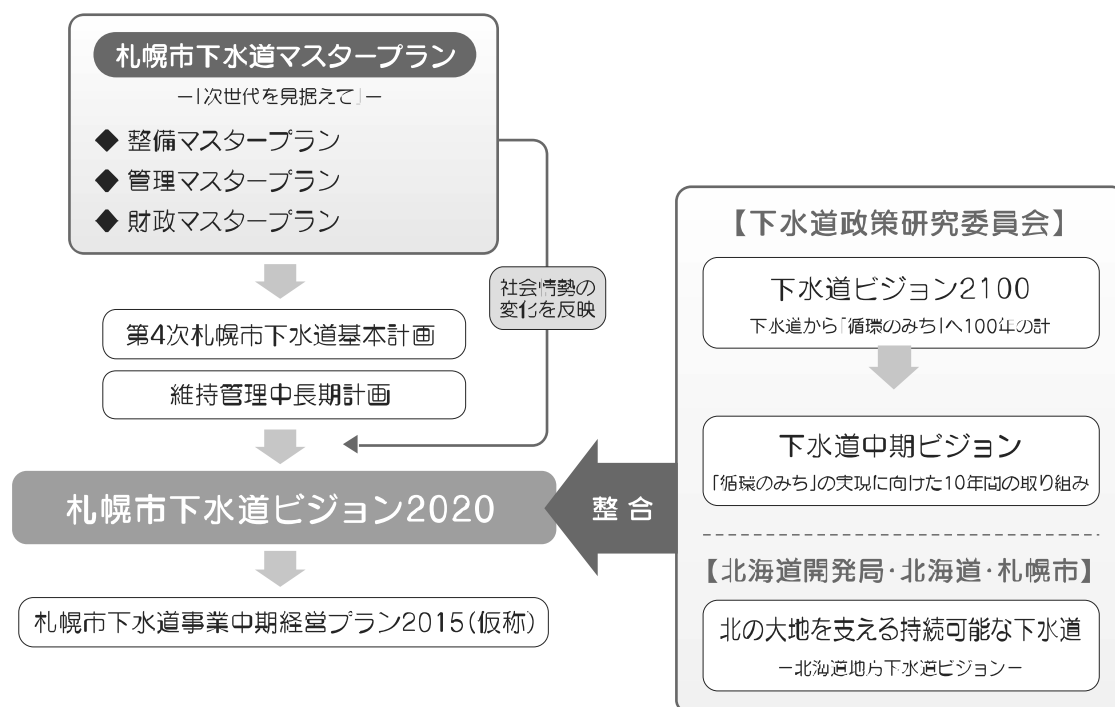 札幌市下水道マスタープラン
−「次世代を見据えて」−
◆ 整備マスタープラン
◆ 管理マスタープラン
◆ 財政マスタープラン
社会情勢の
変化を反映
第4次札幌市下水道基本計画
維持管理中長期計画
札幌市下水道ビジョン2020
札幌市下水道事業中期経営プラン2015(仮称)
整合
【下水道政策研究委員会】
下水道ビジョン2100
下水道から「循環のみち」へ100年の計
下水道中期ビジョン
「循環のみち」の実現に向けた10年間の取り組み
【北海道開発局·北海道·札幌市】
北の大地を支える持続可能な下水道
−北海道地方下水道ビジョン−